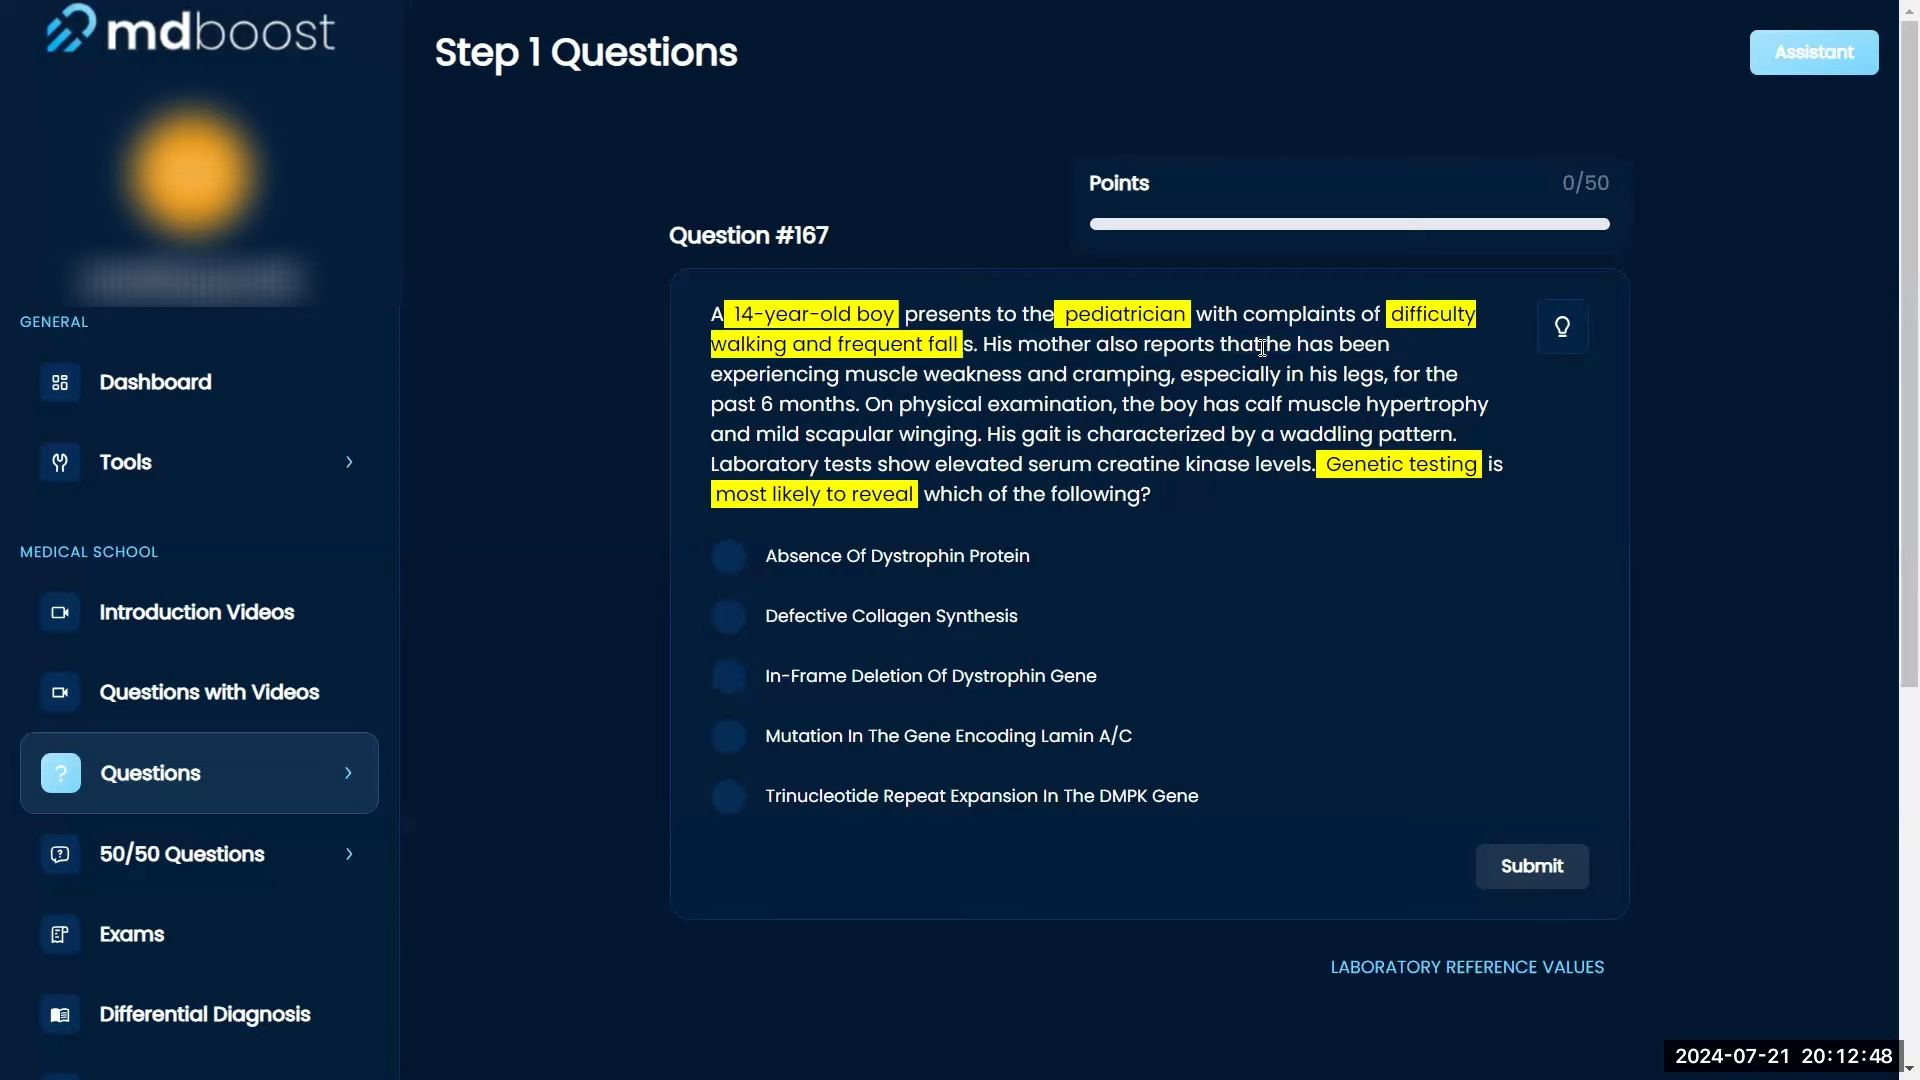 mdboost
Step 1 Questions
Assistant
Points
0/50
Question #167
A 14-year-old boy presents to the pediatrician with complaints of difficulty
walking and frequent falls. His mother also reports that he has been
experiencing muscle weakness and cramping, especially in his legs, for the
past 6 months. On physical examination, the boy has calf muscle hypertrophy
and mild scapular winging. His gait is characterized by a waddling pattern.
Laboratory tests show elevated serum creatine kinase levels. Genetic testing is
most likely to reveal which of the following?
Absence Of Dystrophin Protein
Defective Collagen Synthesis
In-Frame Deletion Of Dystrophin Gene
Mutation In The Gene Encoding Lamin A/C
Trinucleotide Repeat Expansion In The DMPK Gene
Submit
LABORATORY REFERENCE VALUES
GENERAL
Dashboard
Tools
MEDICAL SCHOOL
Introduction Videos
Questions with Videos
Questions
50/50 Questions
Exams
Differential Diagnosis
2024-07-21 20:12:48